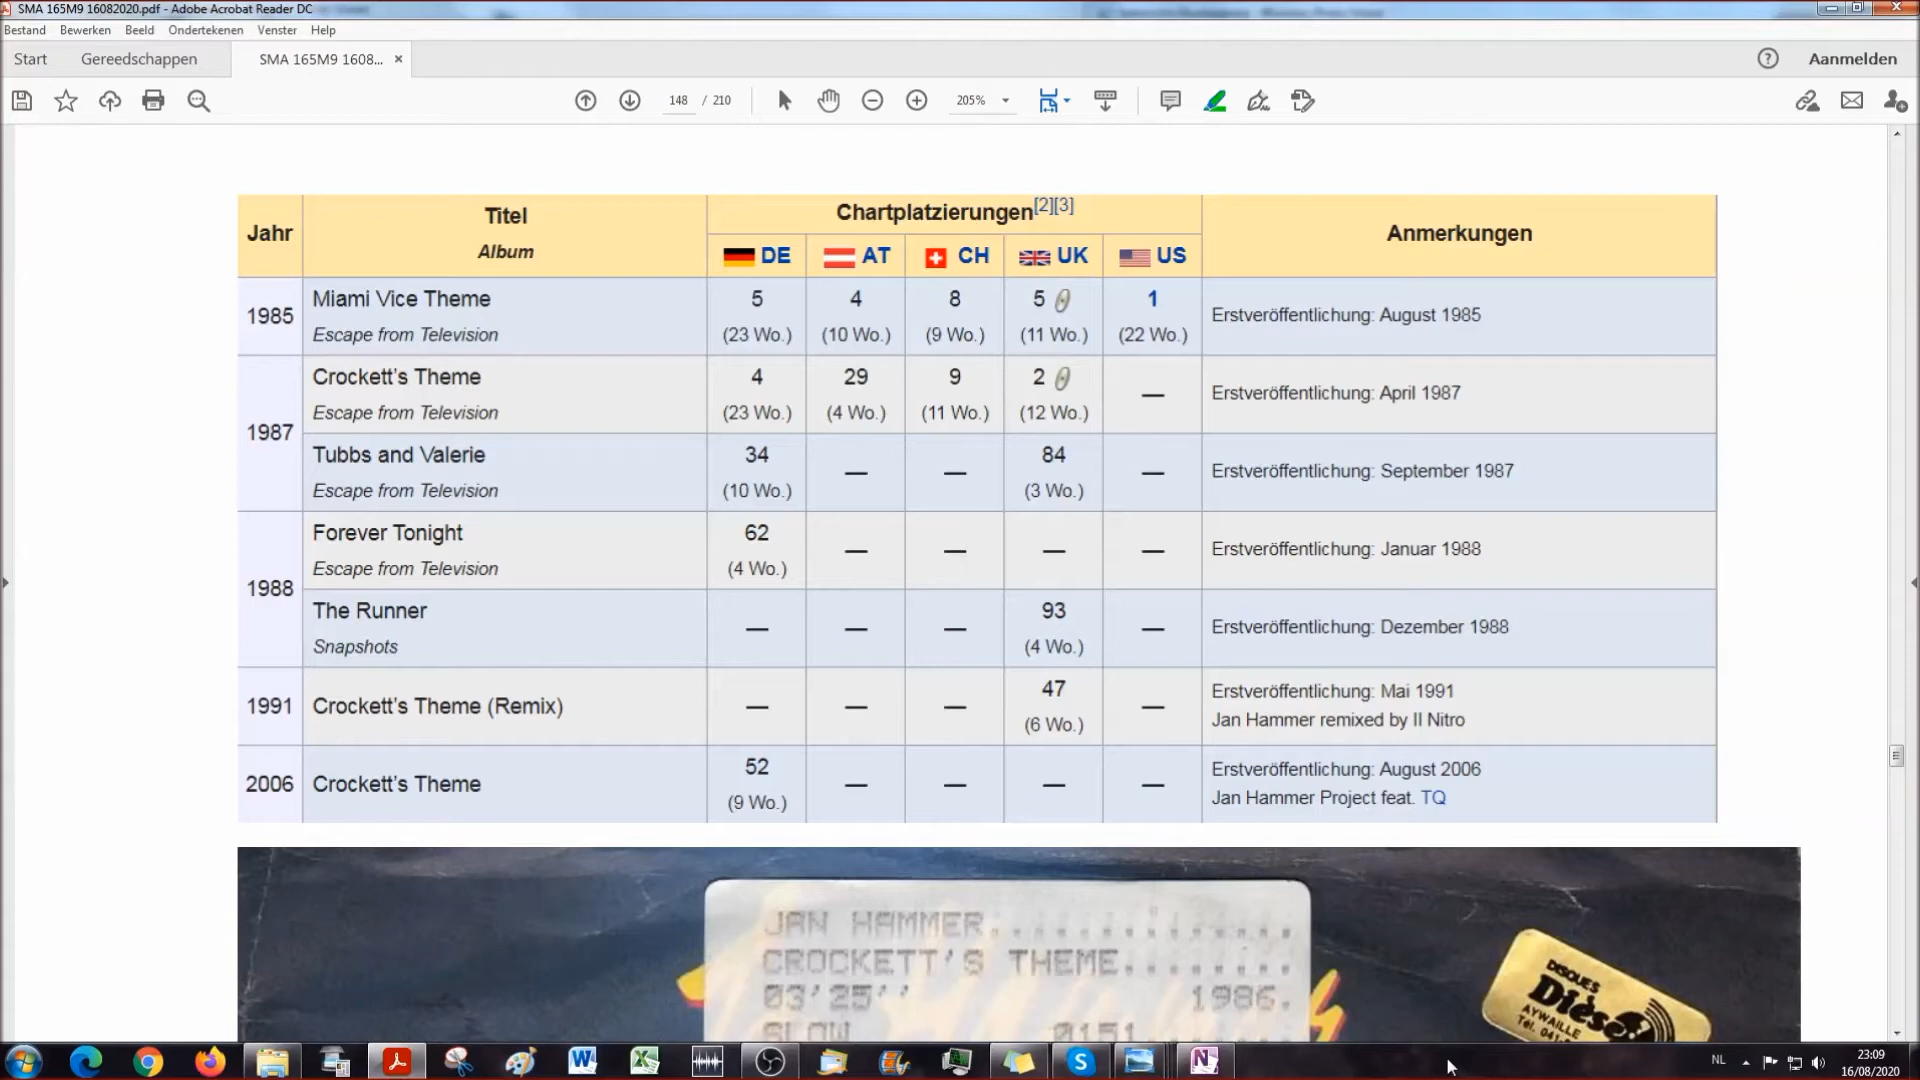 SMA 165M9 16082020.pdf - Adobe Acrobat Reader DC
Bestand Bewerken Beeld Ondertekenen Venster Help
Start Gereedschappen SMA 165M9 1608... × Aanmelden
148 / 210 205%
Jahr Titel Chartplatzierungen[2][3] Anmerkungen
Album
DE AT CH UK US
1985 Miami Vice Theme 5 4 8 5 1 Erstveröffentlichung: August 1985
Escape from Television (23 Wo.) (10 Wo.) (9 Wo.) (11 Wo.) (22 Wo.)
1987 Crockett’s Theme 4 29 9 2 — Erstveröffentlichung: April 1987
Escape from Television (23 Wo.) (4 Wo.) (11 Wo.) (12 Wo.)
Tubbs and Valerie 34 — — 84 — Erstveröffentlichung: September 1987
Escape from Television (10 Wo.) (3 Wo.)
1988 Forever Tonight 62 — — — — Erstveröffentlichung: Januar 1988
Escape from Television (4 Wo.)
The Runner — — — 93 — Erstveröffentlichung: Dezember 1988
Snapshots (4 Wo.)
1991 Crockett’s Theme (Remix) — — — 47 — Erstveröffentlichung: Mai 1991
(6 Wo.) Jan Hammer remixed by II Nitro
2006 Crockett’s Theme 52 — — — — Erstveröffentlichung: August 2006
(9 Wo.) Jan Hammer Project feat. TQ
JAN HAMMER..............
CROCKETT'S THEME........
03'25'' 1986.
SLOW 0151
DISQUES
Dièse
AYWAILLE
Tel. 041
NL 23:09
16/08/2020